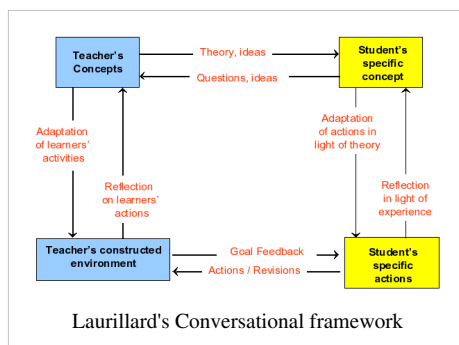 Teacher's
Concepts
Theory, ideas
Questions, ideas
Student's
specific
concept
Adaptation
of learners'
activities
Reflection
on learners'
actions
Adaptation
of actions in
light of theory
Reflection
in light of
experience
Teacher's constructed
environment
Goal Feedback
Actions / Revisions
Student's
specific
actions
Laurillard's Conversational framework